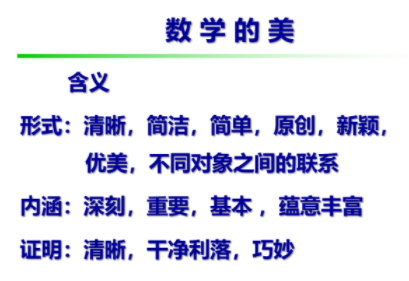 数学的美
含义
形式：清晰，简洁，简单，原创，新颖，
优美，不同对象之间的联系
内涵：深刻，重要，基本，蕴意丰富
证明：清晰，干净利落，巧妙